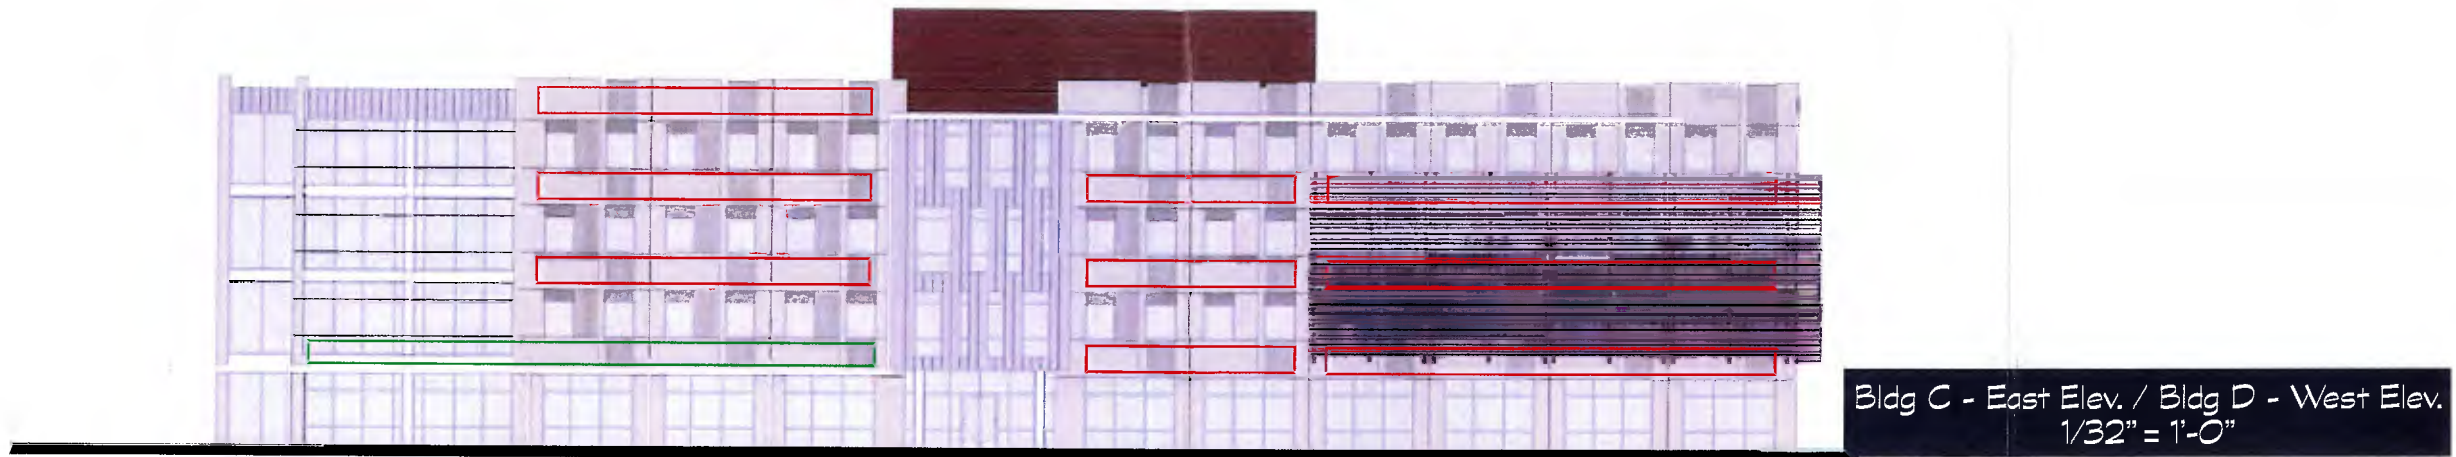 Bldg C - East Elev. / Bldg D - West Elev.
1/32" = 1'-0"